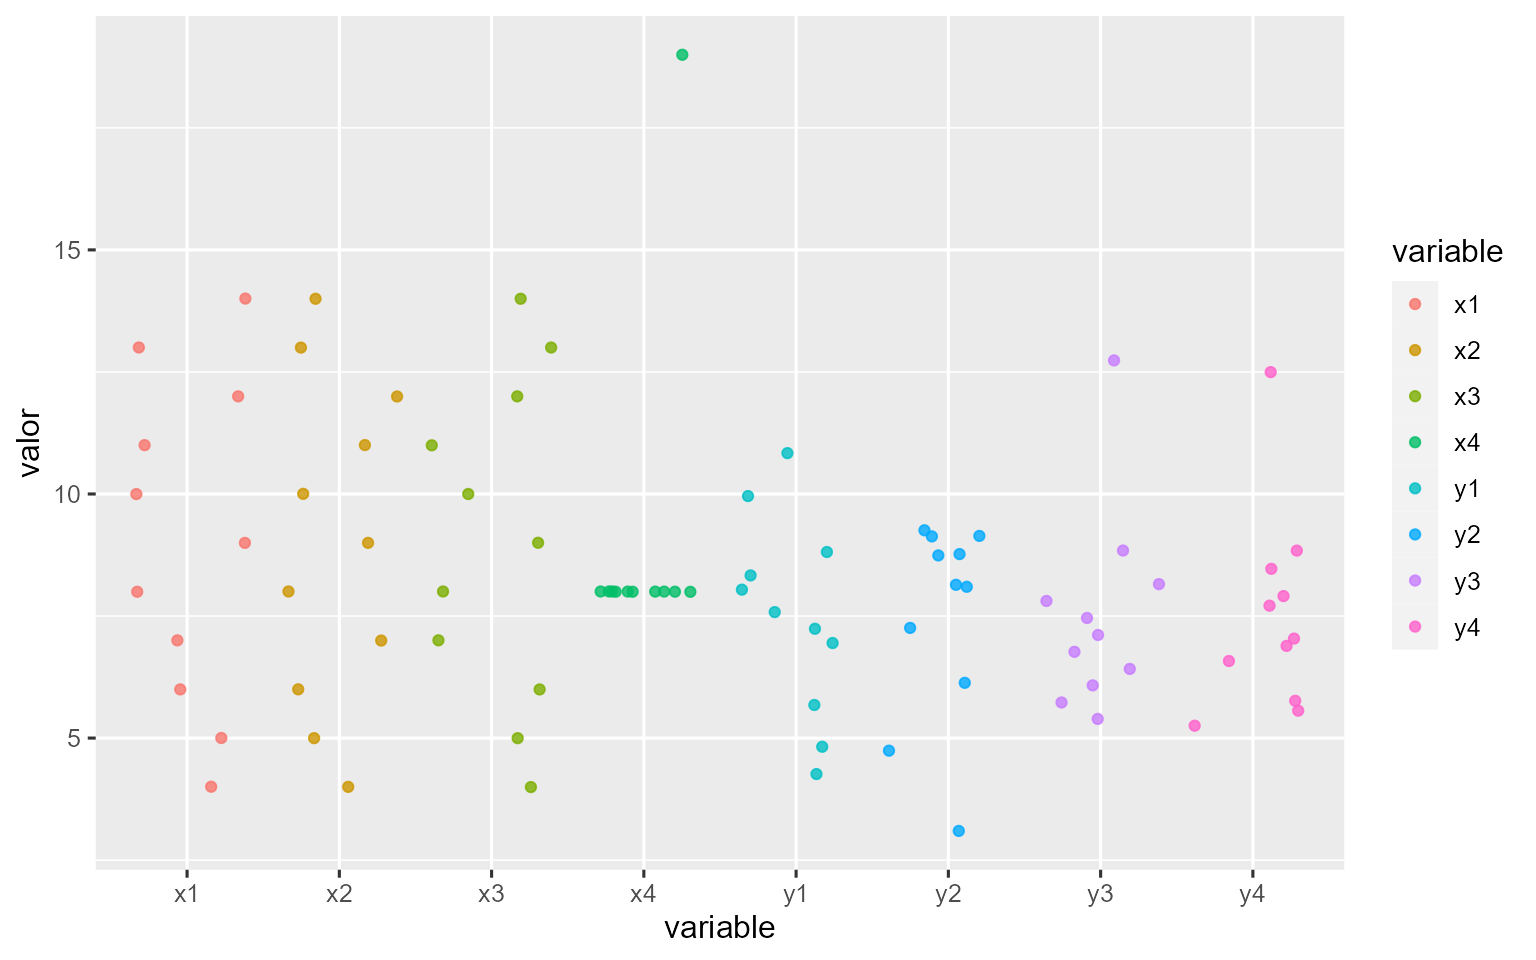 15
10
5
valor
x1 x2 x3 x4 y1 y2 y3 y4
variable
variable
x1
x2
x3
x4
y1
y2
y3
y4